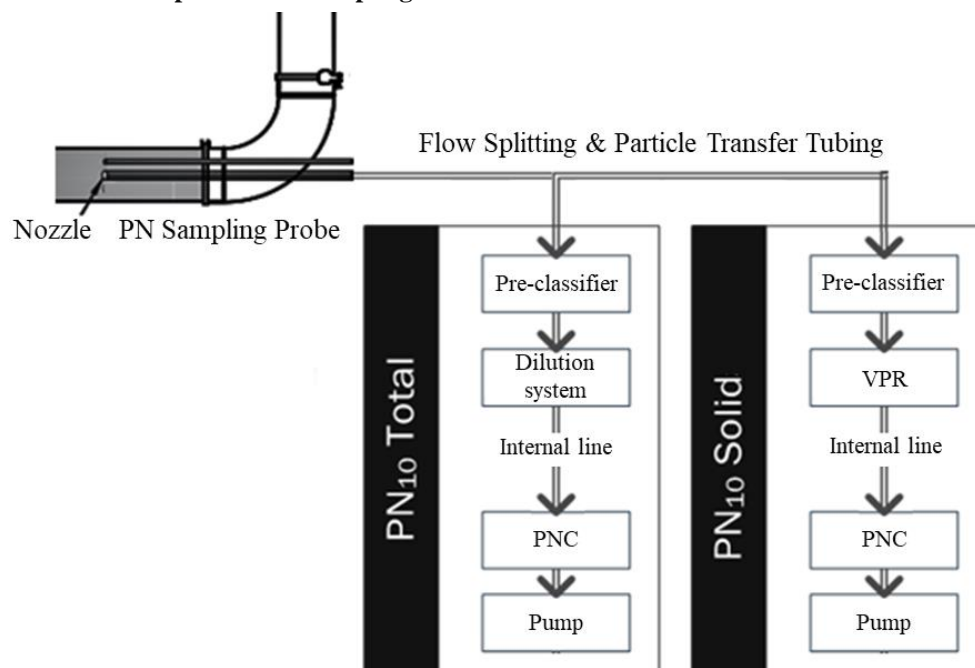 Flow Splitting & Particle Transfer Tubing
Nozzle
PN Sampling Probe
PN₁₀ Total
Pre-classifier
Dilution
system
Internal line
PNC
Pump
PN₁₀ Solid
Pre-classifier
VPR
Internal line
PNC
Pump